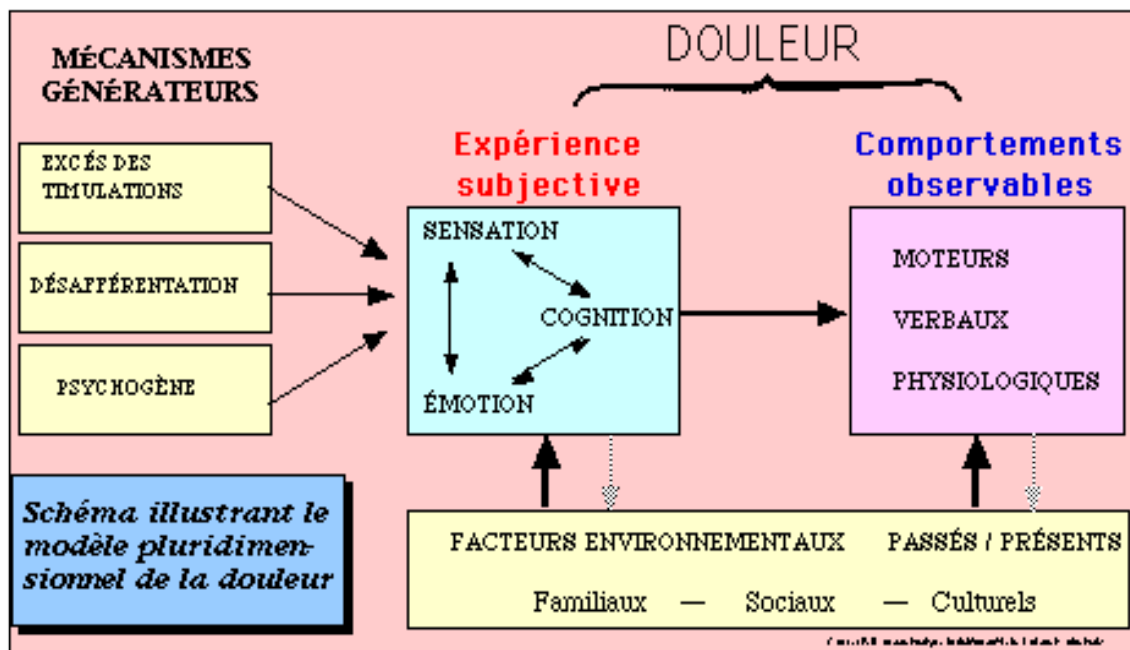 MÉCANISMES
GÉNÉRATEURS
DOULEUR
EXCÉS DES
TIMULATIONS
DÉSAFFÉRENTATION
PSYCHOGÈNE
Expérience
subjective
SENSATION
COGNITION
ÉMOTION
Comportements
observables
MOTEURS
VERBAUX
PHYSIOLOGIQUES
Schéma illustrant le
modèle pluridimen-
sionnel de la douleur
FACTEURS ENVIRONNEMENTAUX PASSÉS / PRÉSENTS
Familiaux — Sociaux — Culturels